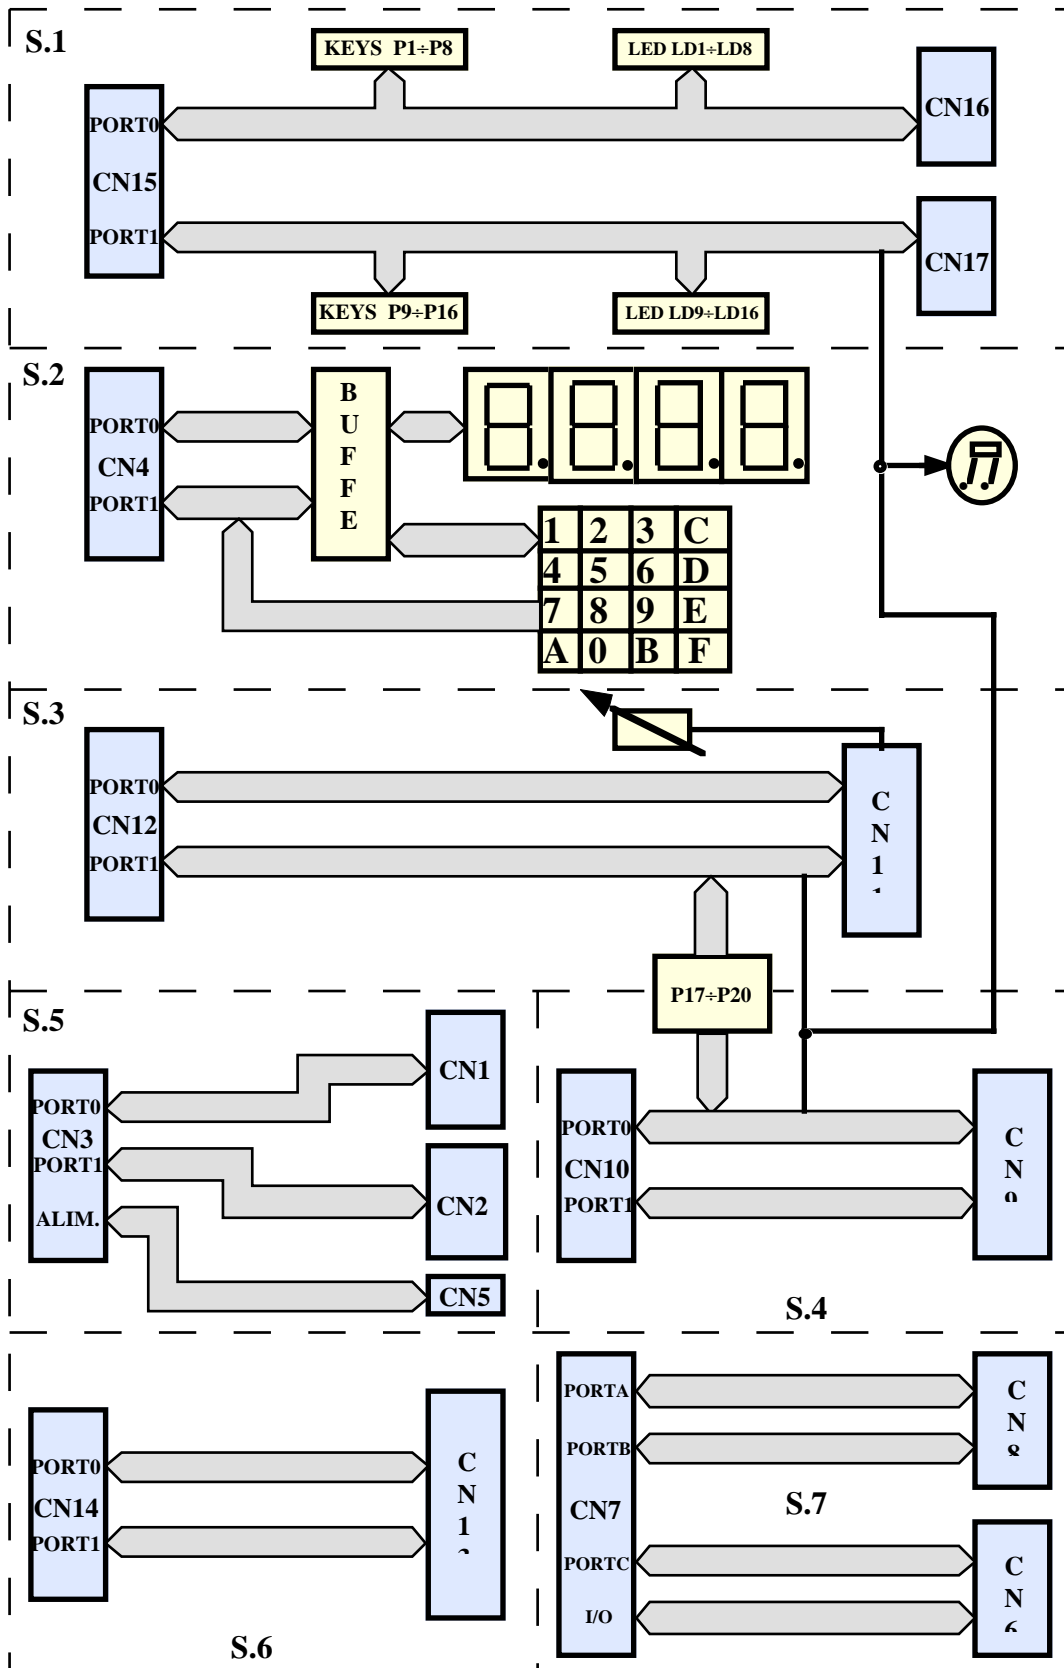 S.1
KEYS P1÷P8
LED LD1÷LD8
PORT0
CN15
PORT1
CN16
CN17
KEYS P9÷P16
LED LD9÷LD16
S.2
PORT0
CN4
PORT1
B
U
F
F
E
1 2 3 C
4 5 6 D
7 8 9 E
A 0 B F
S.3
PORT0
CN12
PORT1
C
N
1
P17÷P20
S.5
PORT0
CN3
PORT1
ALIM.
CN1
CN2
CN5
PORT0
CN10
PORT1
C
N
S.4
PORT0
CN14
PORT1
C
N
1
S.6
PORTA
PORTB
CN7
PORTC
I/O
C
N
S.7
C
N